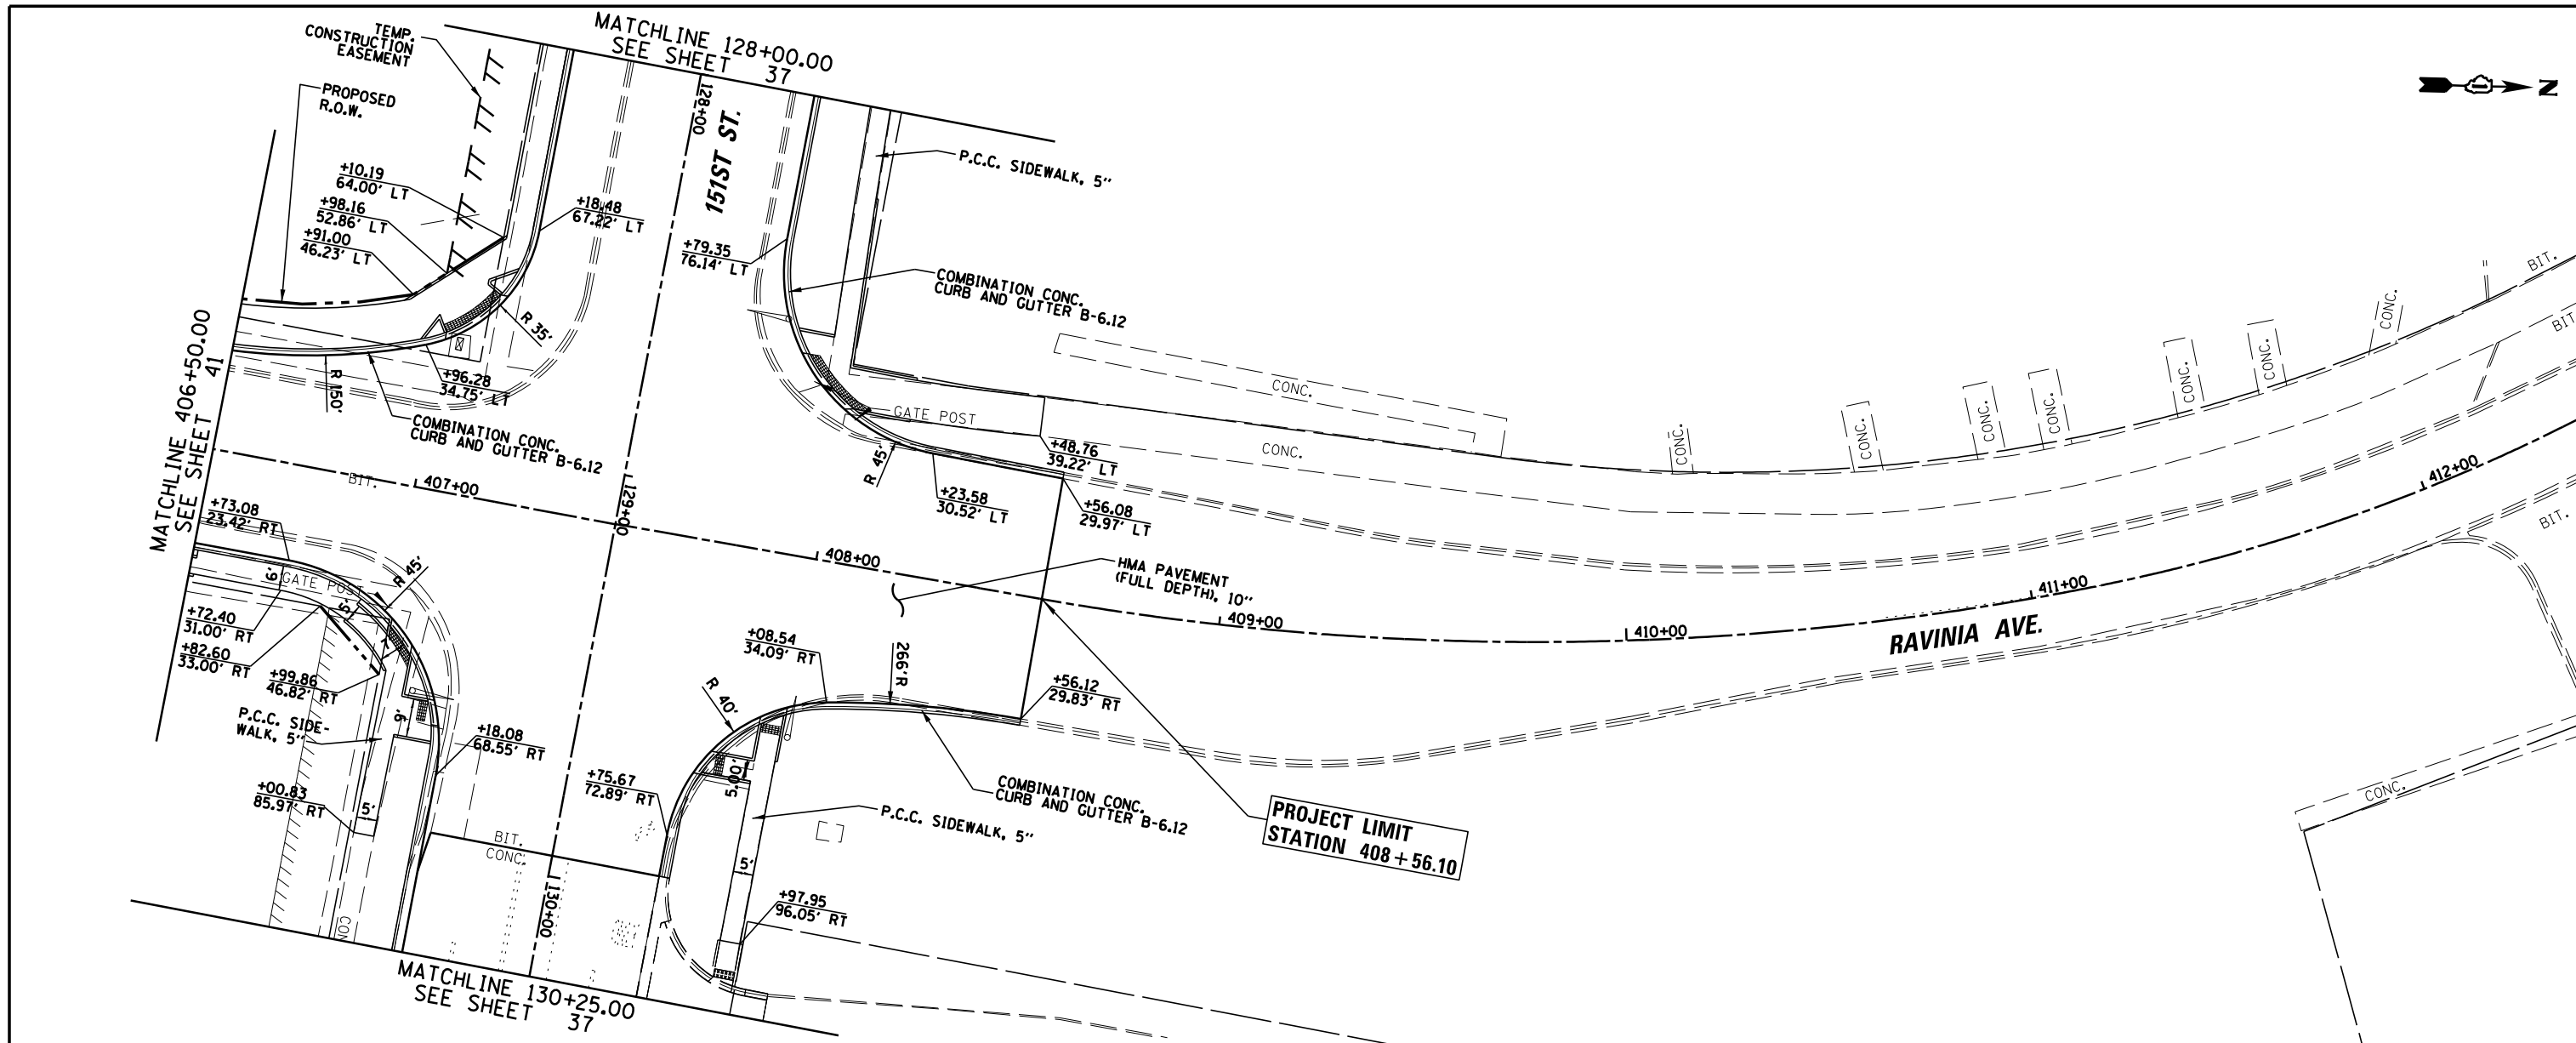 MATCHLINE 128+00.00
SEE SHEET 37
TEMP.
CONSTRUCTION
EASEMENT
PROPOSED
R.O.W.
N
128+00
151ST ST.
P.C.C. SIDEWALK, 5"
+10.19
64.00' LT
+98.16
52.86' LT
+91.00
46.23' LT
+18.48
67.22' LT
+79.35
76.14' LT
COMBINATION CONC.
CURB AND GUTTER B-6.12
R 35'
R 150'
+96.28
34.75' LT
COMBINATION CONC.
CURB AND GUTTER B-6.12
MATCHLINE 406+50.00
SEE SHEET 41
BIT.
407+00
129+00
GATE POST
R 45'
+48.76
39.22' LT
+23.58
30.52' LT
+56.08
29.97' LT
CONC.
CONC.
CONC.
CONC.
CONC.
CONC.
CONC.
CONC.
CONC.
BIT.
BIT.
BIT.
412+00
411+00
410+00
409+00
408+00
RAVINIA AVE.
HMA PAVEMENT
(FULL DEPTH), 10"
+73.08
23.42' RT
6'
GATE POST
R 45'
5'
+72.40
31.00' RT
+82.60
33.00' RT
+99.86
46.82' RT
P.C.C. SIDE-
WALK, 5"
6'
+18.08
68.55' RT
+00.83
85.97' RT
5'
+08.54
34.09' RT
266'R
R 40'
+56.12
29.83' RT
+75.67
72.89' RT
5.00'
COMBINATION CONC.
CURB AND GUTTER B-6.12
P.C.C. SIDEWALK, 5"
5'
PROJECT LIMIT
STATION 408+56.10
+97.95
96.05' RT
BIT.
CONC.
130+00
CON
CONC.
MATCHLINE 130+25.00
SEE SHEET 37